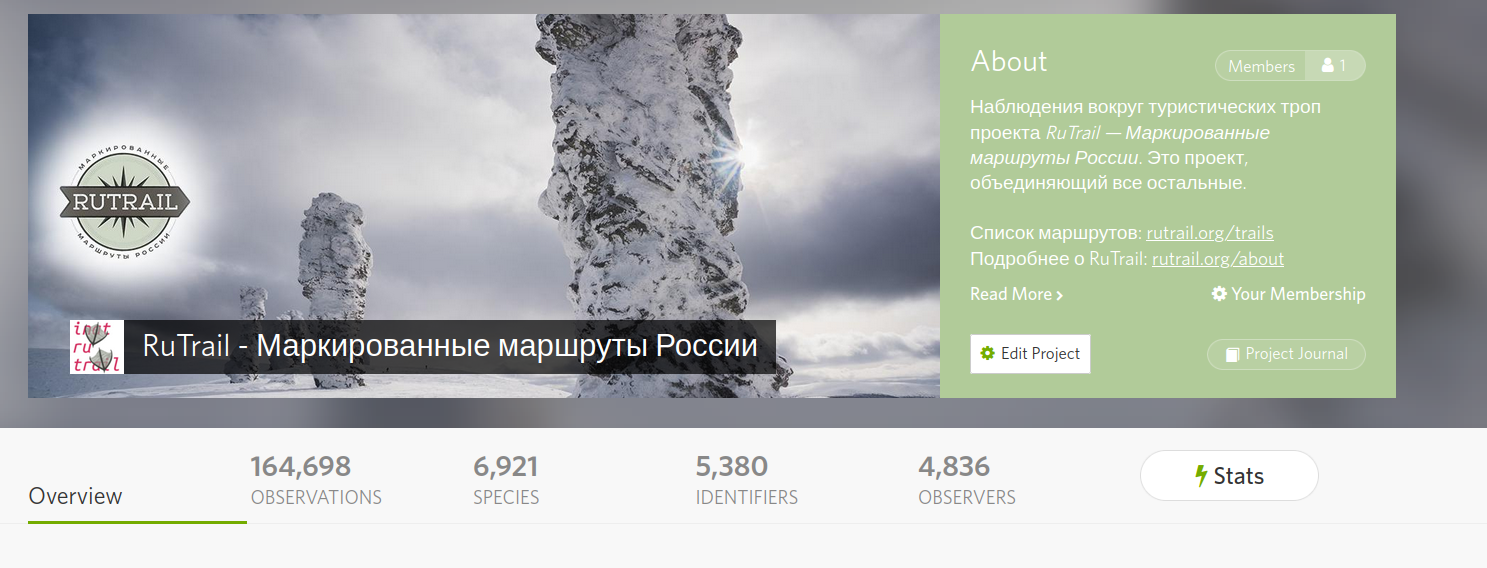 МАРКИРОВАННЫЕ
RUTRAIL
МАРШРУТЫ РОССИИ
RuTrail - Маркированные маршруты России
About
Members 1
Наблюдения вокруг туристических троп
проекта RuTrail — Маркированные
маршруты России. Это проект,
объединяющий все остальные.
Список маршрутов: rutrail.org/trails
Подробнее о RuTrail: rutrail.org/about
Read More
Your Membership
Edit Project
Project Journal
Overview
164,698
OBSERVATIONS
6,921
SPECIES
5,380
IDENTIFIERS
4,836
OBSERVERS
Stats